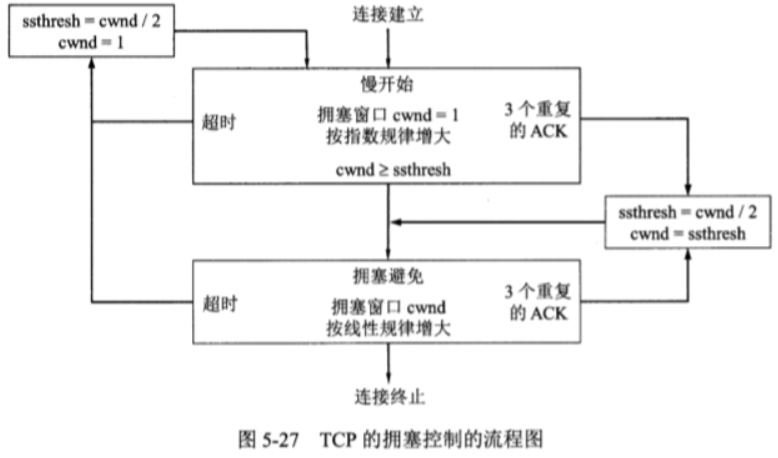 ssthresh = cwnd / 2
cwnd = 1
连接建立
慢开始
超时
拥塞窗口 cwnd = 1
按指数规律增大
3 个重复
的 ACK
cwnd ≥ ssthresh
ssthresh = cwnd / 2
cwnd = ssthresh
拥塞避免
超时
拥塞窗口 cwnd
按线性规律增大
3 个重复
的 ACK
连接终止
图 5-27 TCP 的拥塞控制的流程图